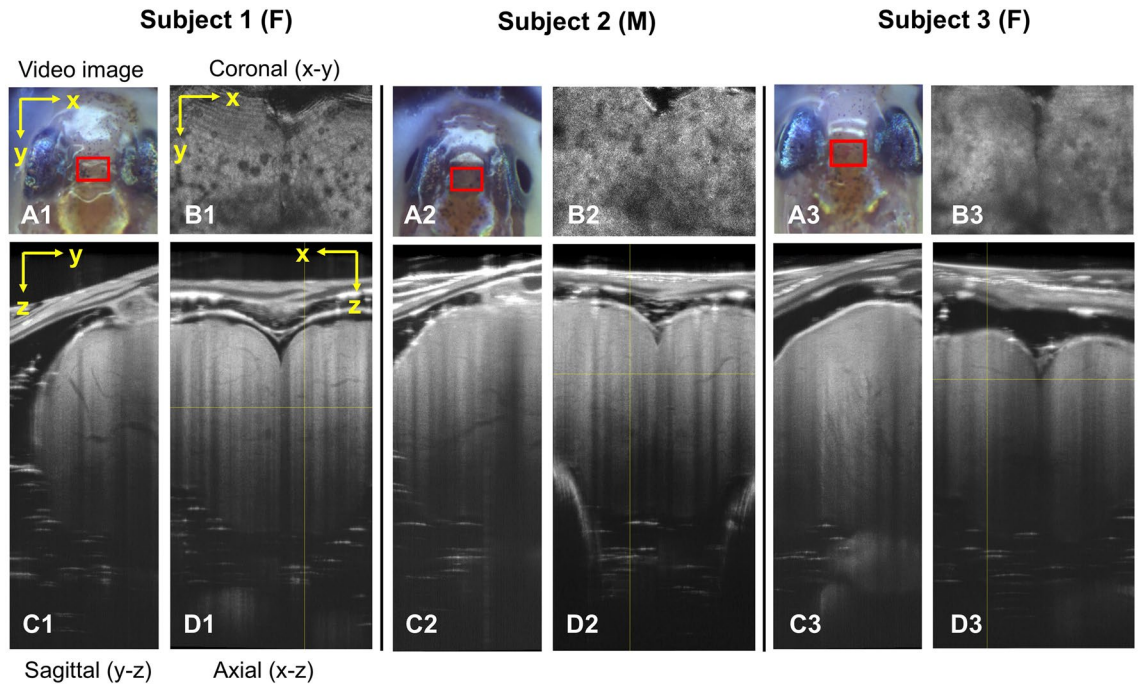 Subject 1 (F)
Subject 2 (M)
Subject 3 (F)
Video image
Coronal (x-y)
x
y
A1
x
y
B1
A2
B2
A3
B3
y
z
C1
x
z
D1
C2
D2
C3
D3
Sagittal (y-z)
Axial (x-z)